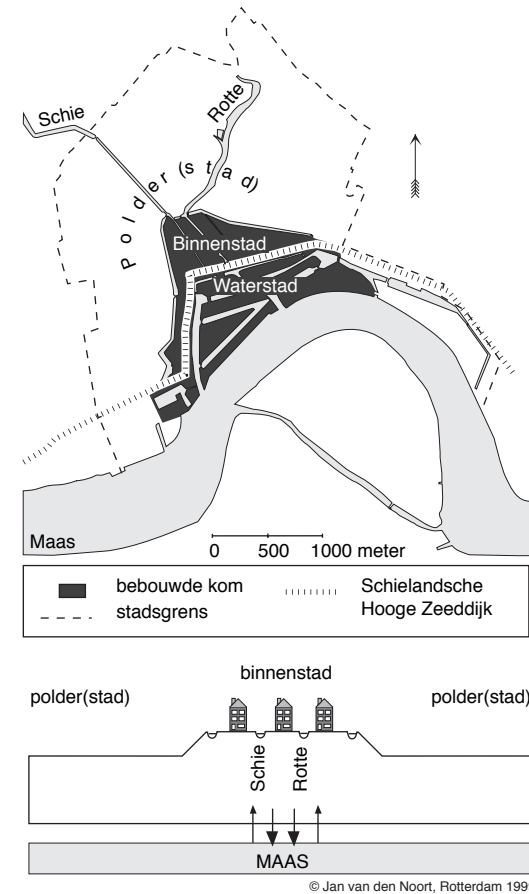 Schie
Rotte
Polder (stad)
Binnenstad
Waterstad
Maas
0 500 1000 meter
bebouwde kom
stadsgrens
Schielandsche
Hooge Zeeddijk
binnenstad
polder(stad) polder(stad)
Schie Rotte
MAAS
© Jan van den Noort, Rotterdam 199